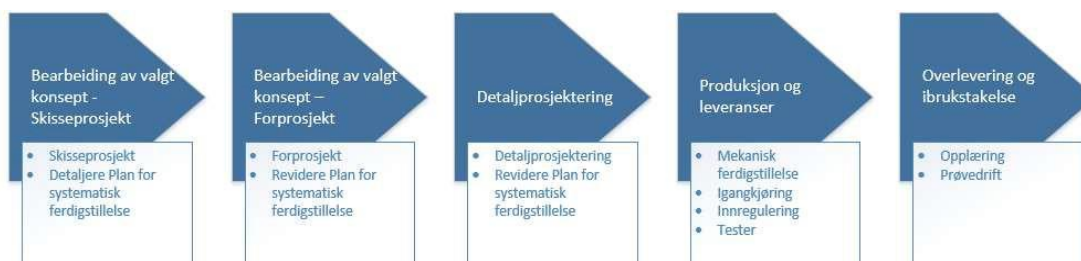 Bearbeiding av valgt
konsept -
Skisseprosjekt
• Skisseprosjekt
• Detaljere Plan for
systematisk
ferdigstillelse
Bearbeiding av valgt
konsept –
Forprosjekt
• Forprosjekt
• Revidere Plan for
systematisk
ferdigstillelse
Detaljprosjektering
• Detaljprosjektering
• Revidere Plan for
systematisk
ferdigstillelse
Produksjon og
leveranser
• Mekanisk
ferdigstillelse
• Igangkjøring
• Innregulering
• Tester
Overlevering og
ibrukstakelse
• Opplæring
• Prøvedrift